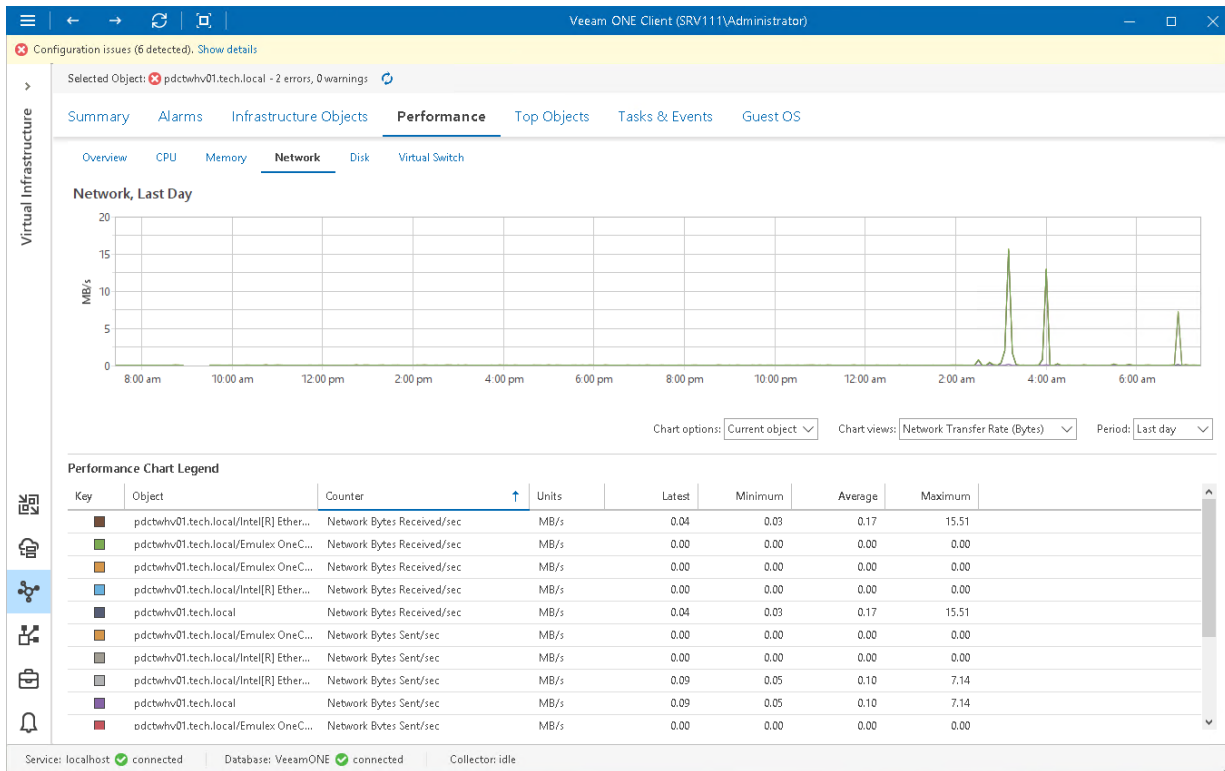 Veeam ONE Client (SRV111\Administrator)
Configuration issues (6 detected). Show details
Selected Object: pdctwhv01.tech.local - 2 errors, 0 warnings
Virtual Infrastructure
Summary Alarms Infrastructure Objects Performance Top Objects Tasks & Events Guest OS
Overview CPU Memory Network Disk Virtual Switch
Network, Last Day
MB/s
20
15
10
5
0
8:00 am 10:00 am 12:00 pm 2:00 pm 4:00 pm 6:00 pm 8:00 pm 10:00 pm 12:00 am 2:00 am 4:00 am 6:00 am
Chart options: Current object Chart views: Network Transfer Rate (Bytes) Period: Last day
Performance Chart Legend
Key Object Counter Units Latest Minimum Average Maximum
pdctwhv01.tech.local/Intel[R] Ether... Network Bytes Received/sec MB/s 0.04 0.03 0.17 15.51
pdctwhv01.tech.local/Emulex OneC... Network Bytes Received/sec MB/s 0.00 0.00 0.00 0.00
pdctwhv01.tech.local/Emulex OneC... Network Bytes Received/sec MB/s 0.00 0.00 0.00 0.00
pdctwhv01.tech.local/Intel[R] Ether... Network Bytes Received/sec MB/s 0.00 0.00 0.00 0.00
pdctwhv01.tech.local Network Bytes Received/sec MB/s 0.04 0.03 0.17 15.51
pdctwhv01.tech.local/Emulex OneC... Network Bytes Sent/sec MB/s 0.00 0.00 0.00 0.00
pdctwhv01.tech.local/Intel[R] Ether... Network Bytes Sent/sec MB/s 0.00 0.00 0.00 0.00
pdctwhv01.tech.local/Intel[R] Ether... Network Bytes Sent/sec MB/s 0.09 0.05 0.10 7.14
pdctwhv01.tech.local Network Bytes Sent/sec MB/s 0.09 0.05 0.10 7.14
pdctwhv01.tech.local/Emulex OneC... Network Bytes Sent/sec MB/s 0.00 0.00 0.00 0.00
Service: localhost connected Database: VeeamONE connected Collector: idle